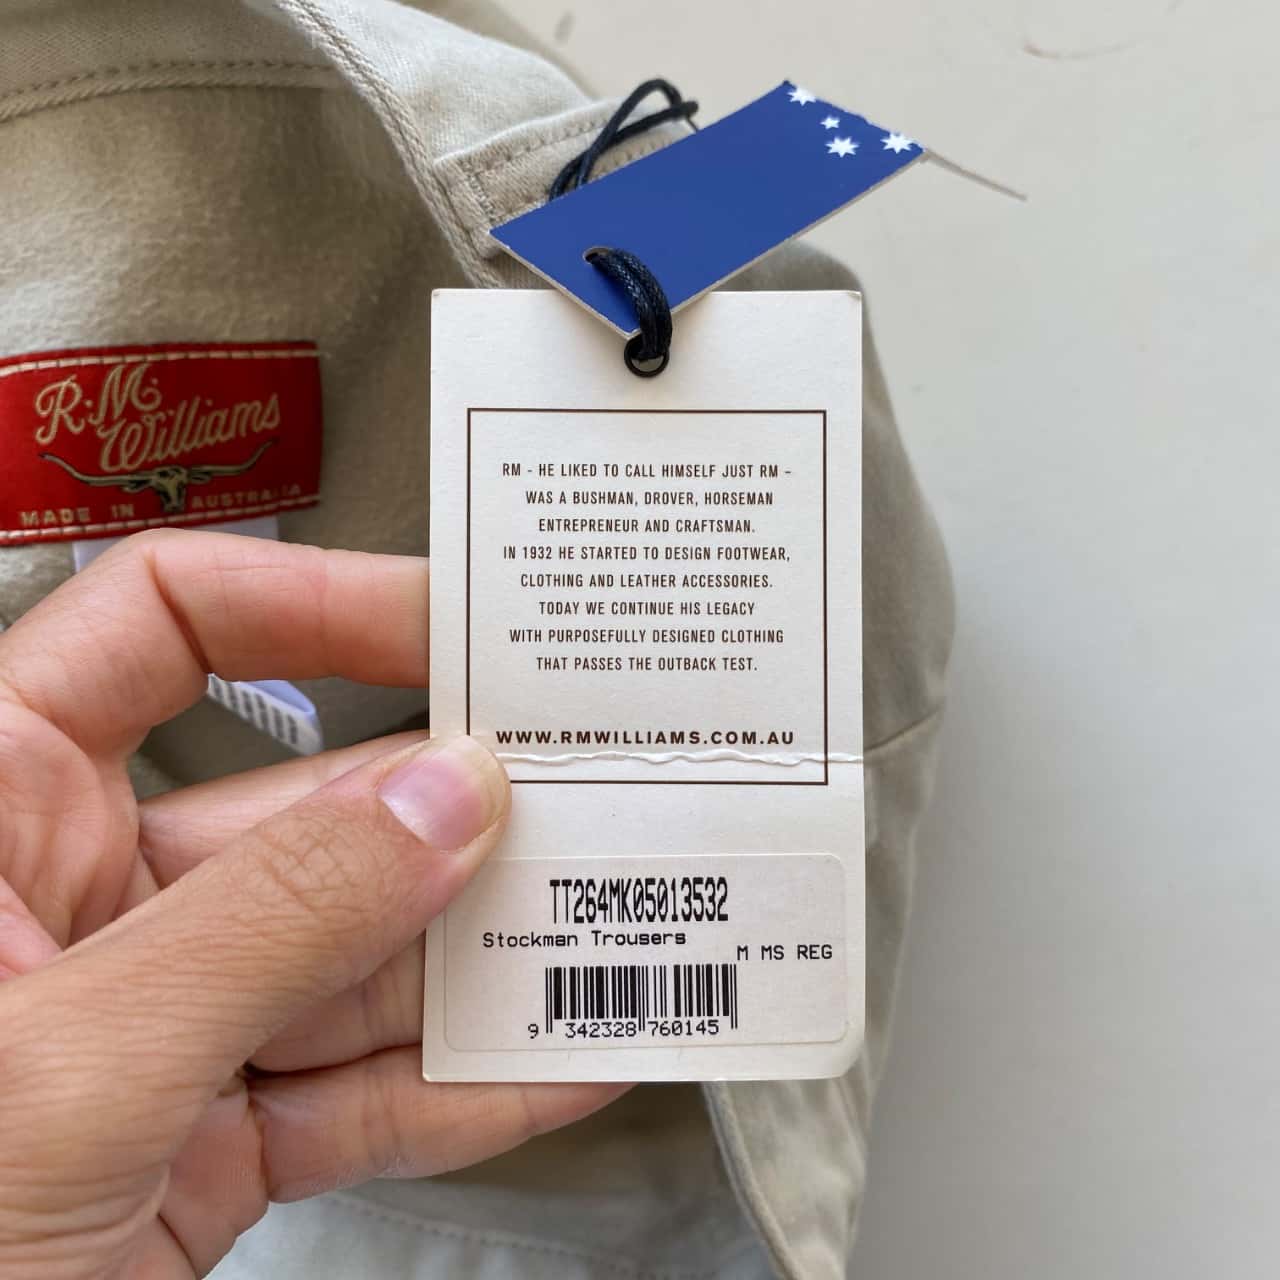 R.M.
Williams
MADE IN AUSTRALIA
RM - HE LIKED TO CALL HIMSELF JUST RM –
WAS A BUSHMAN, DROVER, HORSEMAN
ENTREPRENEUR AND CRAFTSMAN.
IN 1932 HE STARTED TO DESIGN FOOTWEAR,
CLOTHING AND LEATHER ACCESSORIES.
TODAY WE CONTINUE HIS LEGACY
WITH PURPOSEFULLY DESIGNED CLOTHING
THAT PASSES THE OUTBACK TEST.
WWW.RMWILLIAMS.COM.AU
TT264MK05013532
Stockman Trousers
M MS REG
9 342328 760145